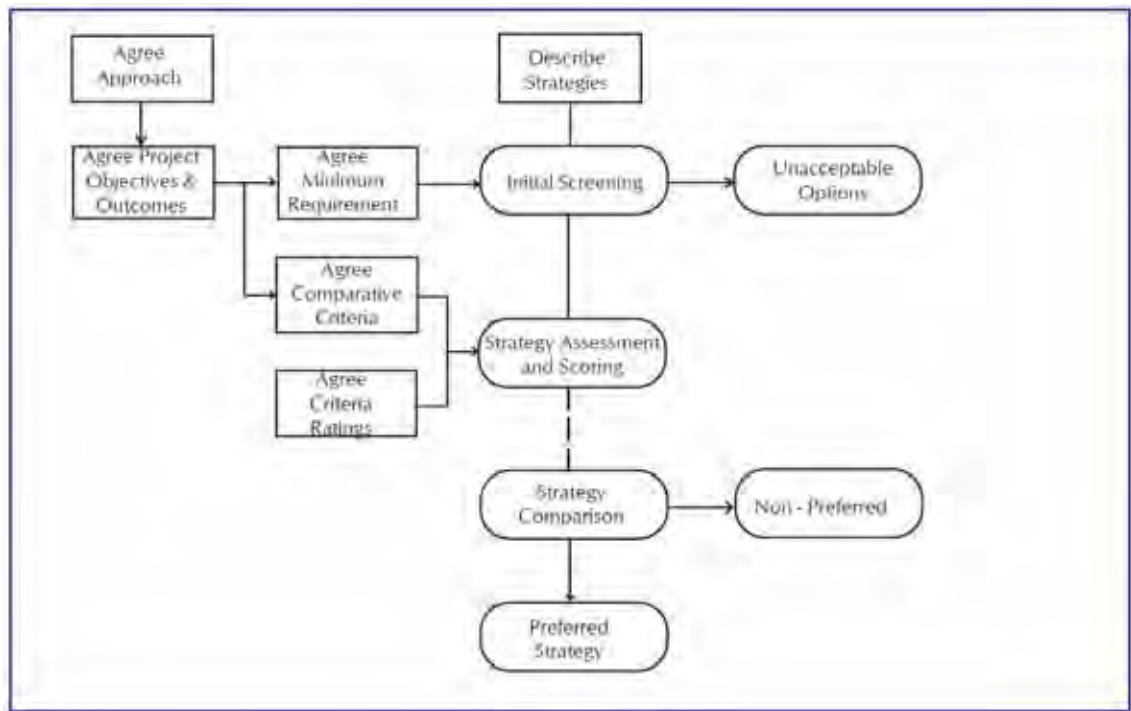 Agree
Approach
Describe
Strategies
Agree Project
Objectives &
Outcomes
Agree
Minimum
Requirement
Initial Screening
Unacceptable
Options
Agree
Comparative
Criteria
Strategy Assessment
and Scoring
Agree
Criteria
Ratings
Strategy
Comparison
Non - Preferred
Preferred
Strategy